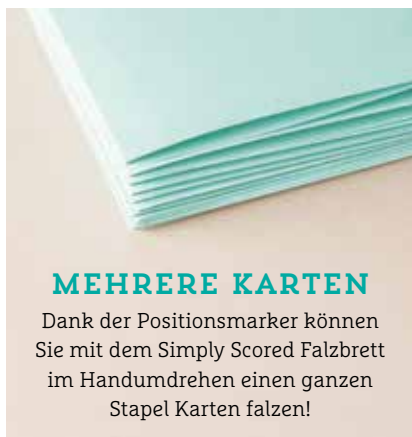 MEHRERE KARTEN
Dank der Positionsmarker können
Sie mit dem Simply Scored Falzbrett
im Handumdrehen einen ganzen
Stapel Karten falzen!